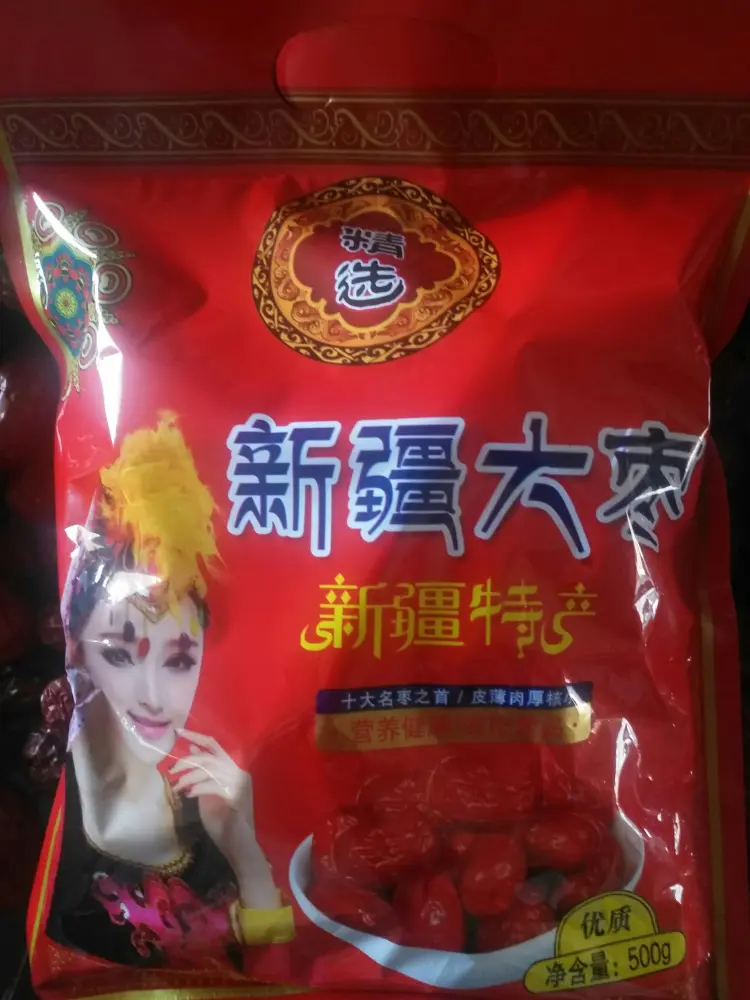 精
选
新疆大枣
新疆特产
十大名枣之首/皮薄肉厚核
营养健
优质
净含量：500g